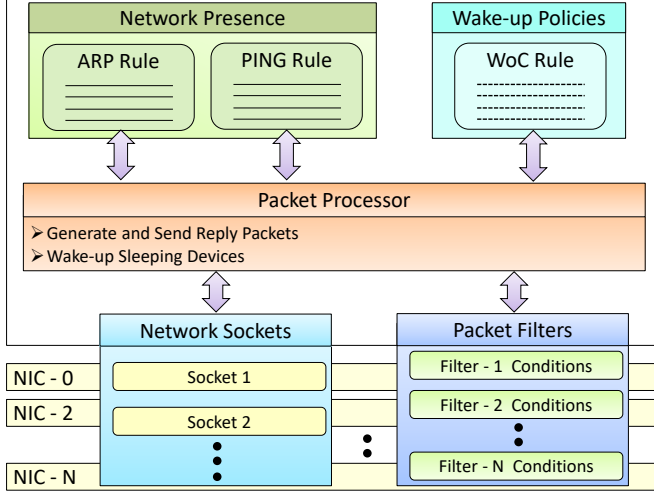 Network Presence
Wake-up Policies
ARP Rule
PING Rule
WoC Rule
Packet Processor
➢ Generate and Send Reply Packets
➢ Wake-up Sleeping Devices
Network Sockets
Packet Filters
NIC - 0
Socket 1
Filter - 1 Conditions
NIC - 2
Socket 2
Filter - 2 Conditions
NIC - N
Filter - N Conditions